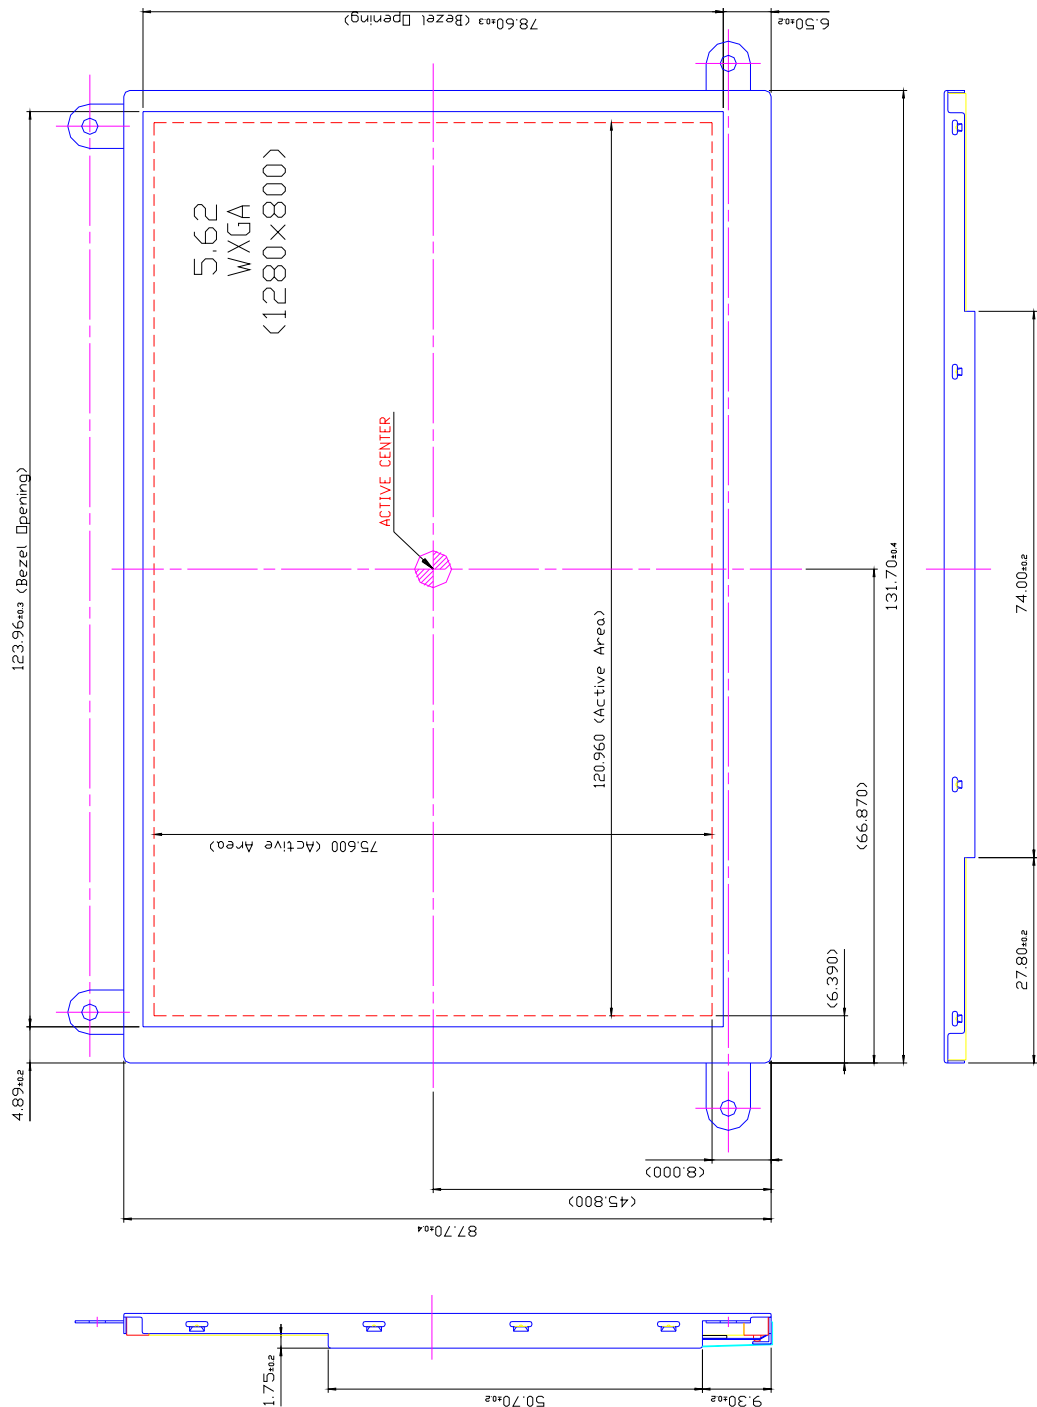 78.60±0.3 (Bezel Opening)
6.50±0.2
5.62
WXGA
(1280x800)
ACTIVE CENTER
123.96±0.3 (Bezel Opening)
131.70±0.4
74.00±0.2
120.960 (Active Area)
75.600 (Active Area)
(66.870)
(6.390)
27.80±0.2
4.89±0.2
(8.000)
(45.800)
87.70±0.4
1.75±0.2
50.70±0.2
9.30±0.2